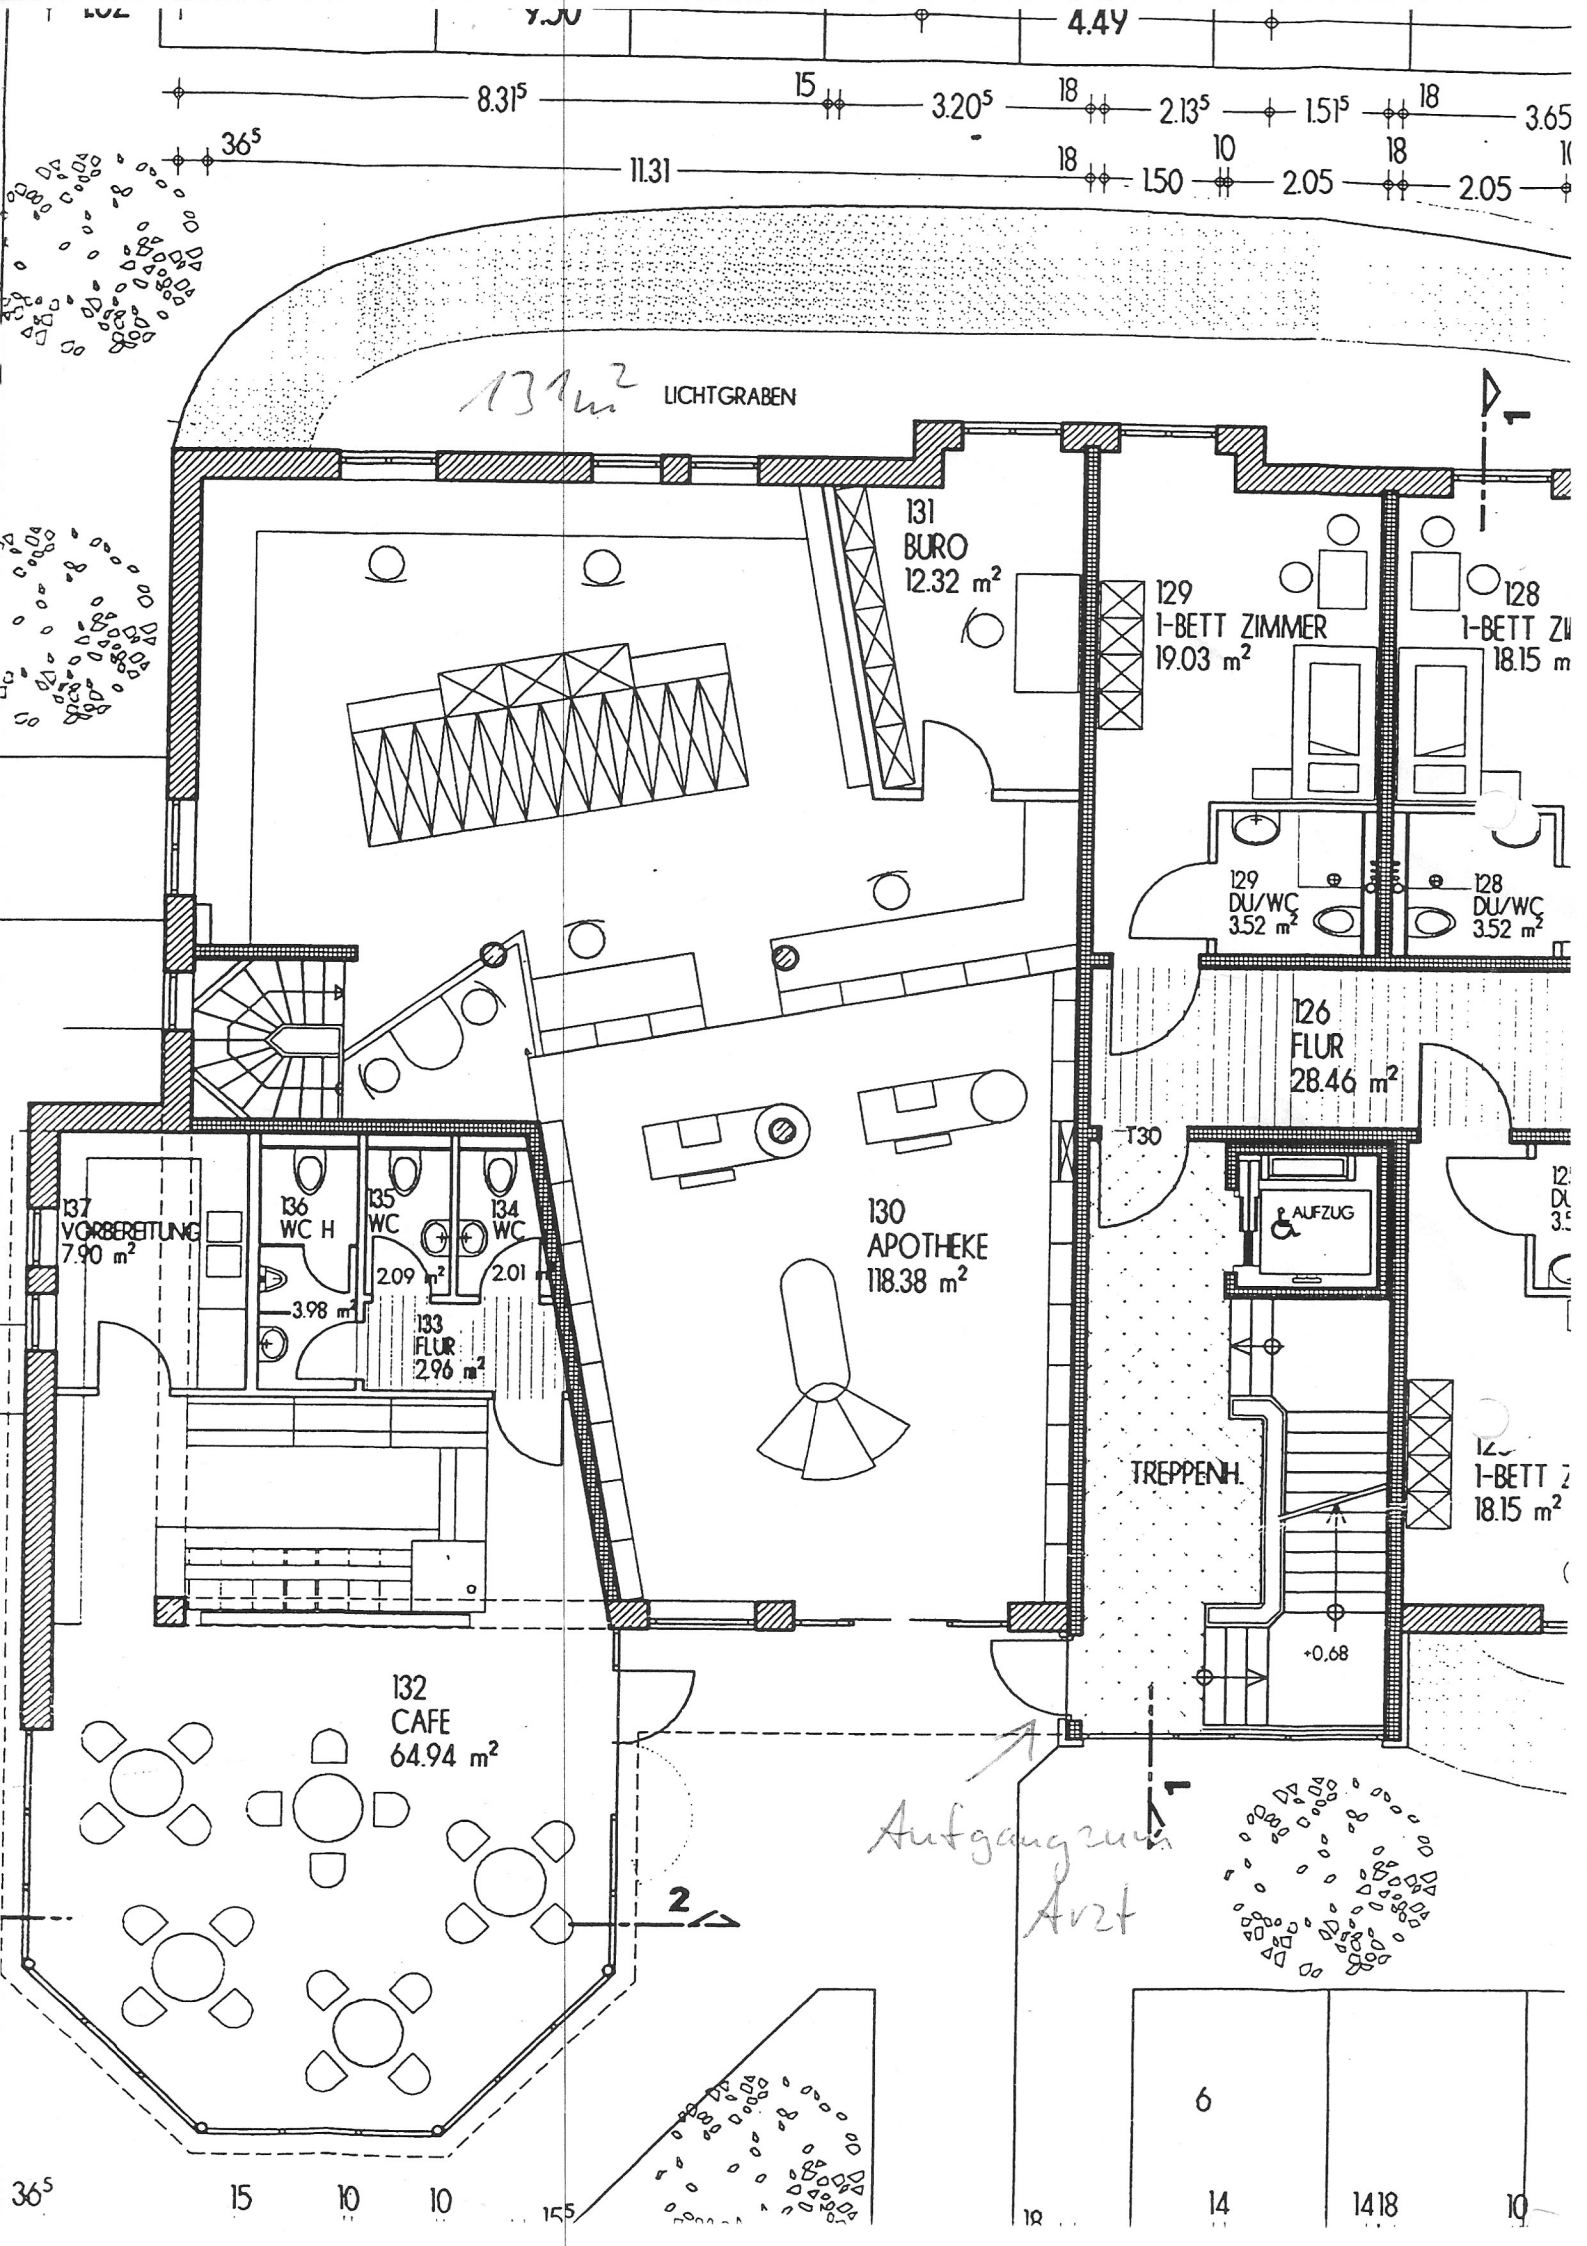 4.49
8.31⁵
15
3.20⁵
18
2.13⁵
1.51⁵
18
3.65
36⁵
11.31
18
1.50
10
2.05
18
2.05
131m²
LICHTGRABEN
1
131
BÜRO
12.32 m²
129
1-BETT ZIMMER
19.03 m²
128
1-BETT ZI
18.15 m
129
DU/WC
3.52 m²
128
DU/WC
3.52 m²
126
FLUR
28.46 m²
T30
137
VORBEREITUNG
7.90 m²
136
WC H
3.98 m²
135
WC
2.09 m²
134
WC
2.01 m
133
FLUR
2.96 m²
130
APOTHEKE
118.38 m²
AUFZUG
TREPPENH.
1-BETT Z
18.15 m²
+0,68
132
CAFE
64.94 m²
1
Aufgang zum
Arzt
2
6
36⁵
15
10
10
15⁵
18
14
1418
10